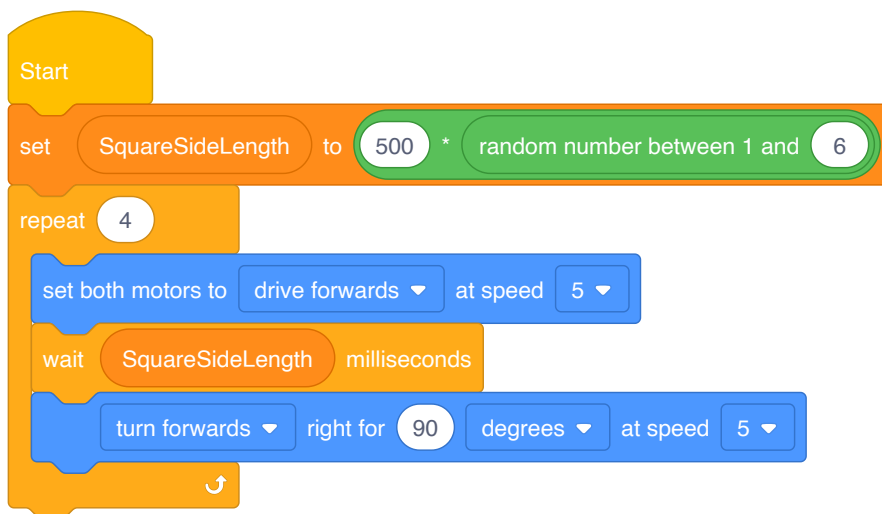 Start
set SquareSideLength to 500 * random number between 1 and 6
repeat 4
set both motors to drive forwards at speed 5
wait SquareSideLength milliseconds
turn forwards right for 90 degrees at speed 5